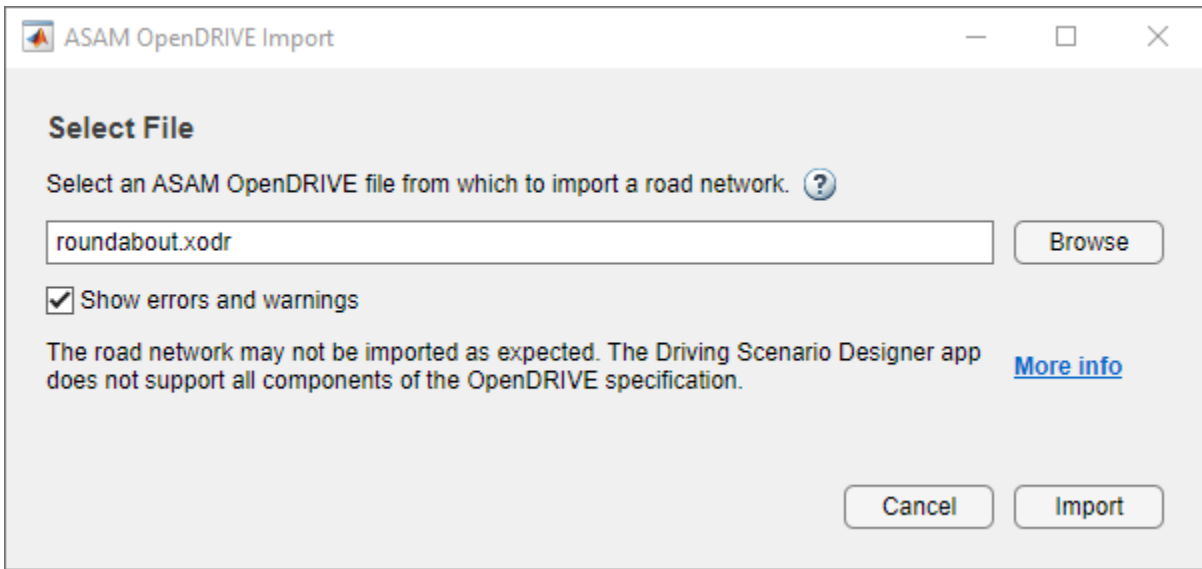 ASAM OpenDRIVE Import
Select File
Select an ASAM OpenDRIVE file from which to import a road network. ?
roundabout.xodr
Browse
Show errors and warnings
The road network may not be imported as expected. The Driving Scenario Designer app
does not support all components of the OpenDRIVE specification.
More info
Cancel
Import